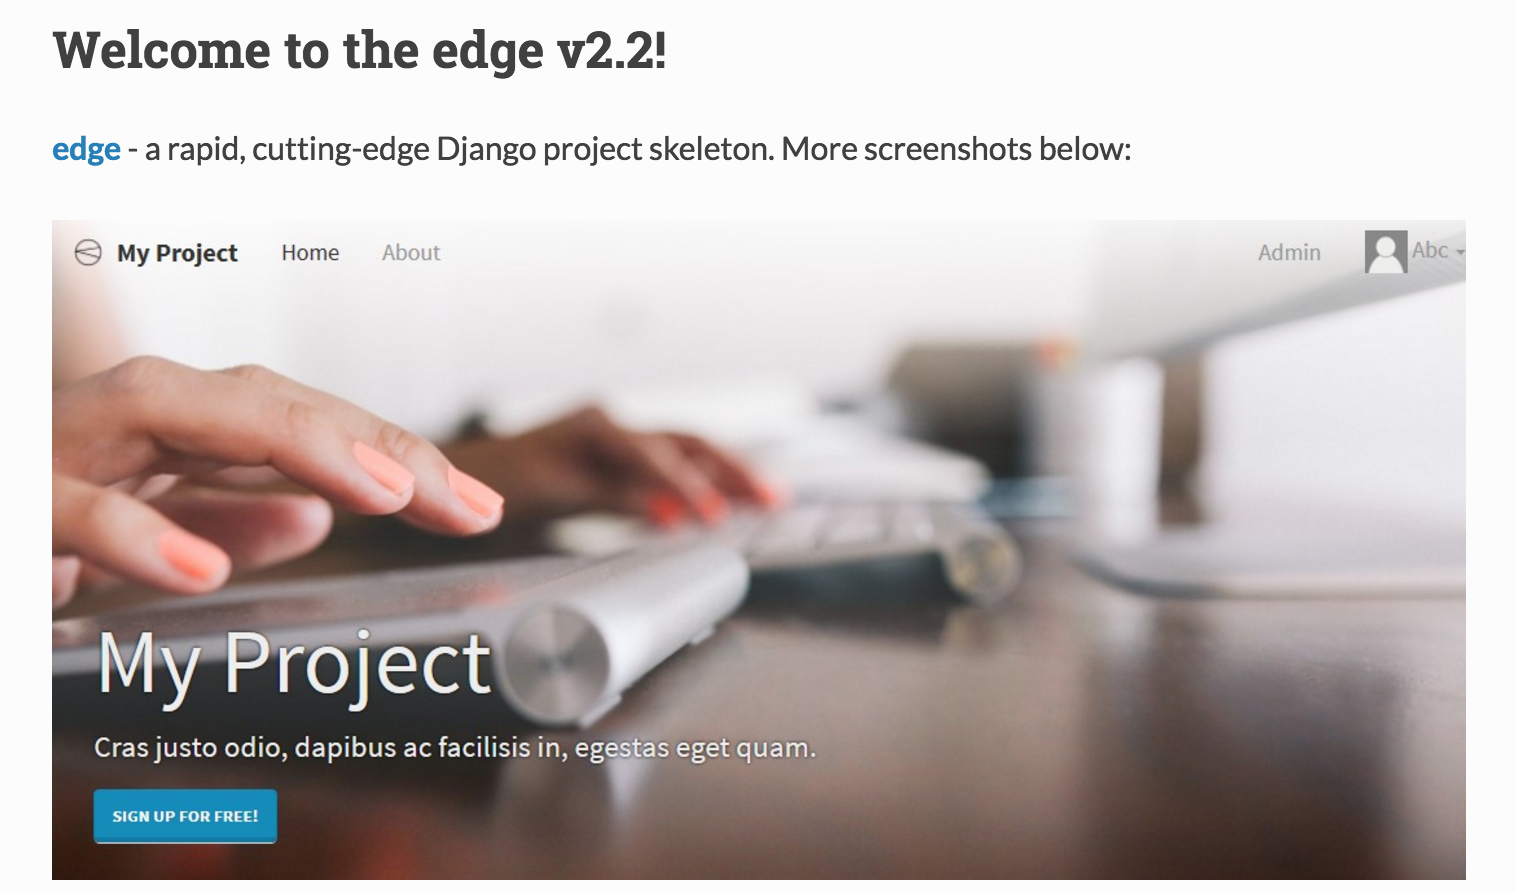 Welcome to the edge v2.2!
edge - a rapid, cutting-edge Django project skeleton. More screenshots below:
My Project Home About Admin Abc
My Project
Cras justo odio, dapibus ac facilisis in, egestas eget quam.
SIGN UP FOR FREE!